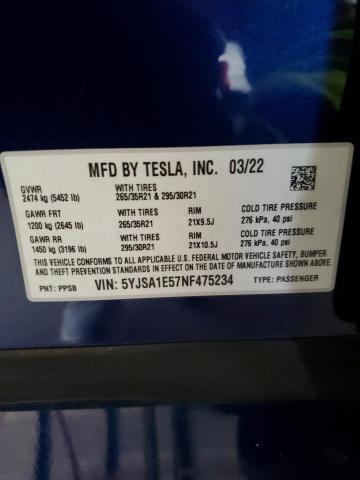 MFD BY TESLA, INC. 03/22
GVWR WITH TIRES
2474 kg (5452 lb) 265/35R21 & 295/30R21
GAWR FRT WITH TIRES RIM COLD TIRE PRESSURE
1200 kg (2645 lb) 265/35R21 21X9.5J 276 kPa, 40 psi
GAWR RR WITH TIRES RIM COLD TIRE PRESSURE
1450 kg (3196 lb) 295/30R21 21X10.5J 276 kPa, 40 psi
THIS VEHICLE CONFORMS TO ALL APPLICABLE U.S. FEDERAL MOTOR VEHICLE SAFETY, BUMPER
AND THEFT PREVENTION STANDARDS IN EFFECT ON THE DATE OF MANUFACTURE SHOWN ABOVE.
PNT: PPSB VIN: 5YJSA1E57NF475234 TYPE: PASSENGER